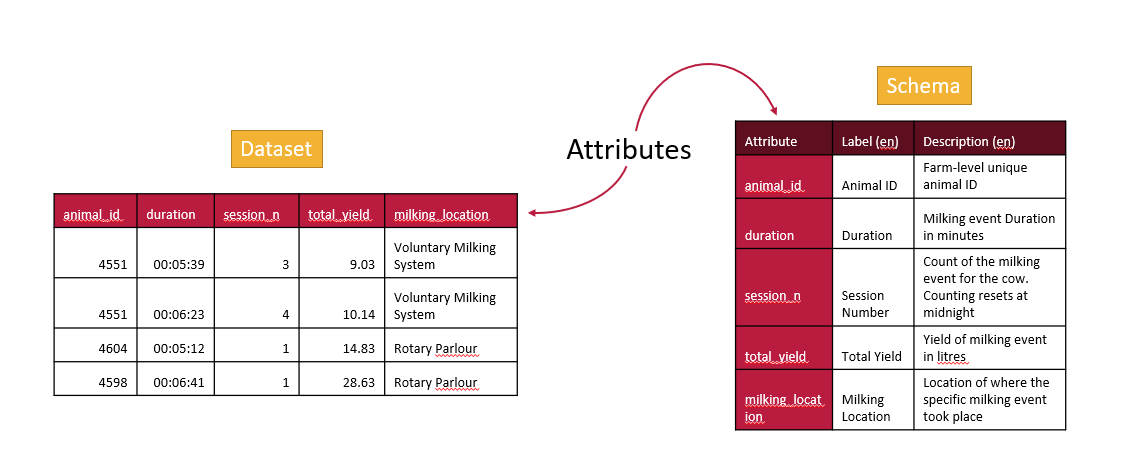 Schema
Attributes
Dataset
animal_id duration session_n total_yield milking_location
4551 00:05:39 3 9.03 Voluntary Milking
System
4551 00:06:23 4 10.14 Voluntary Milking
System
4604 00:05:12 1 14.83 Rotary Parlour
4598 00:06:41 1 28.63 Rotary Parlour
Attribute Label (en) Description (en)
animal_id Animal ID Farm-level unique
animal ID
duration Duration Milking event Duration
in minutes
session_n Session
Number
Count of the milking
event for the cow.
Counting resets at
midnight
total_yield Total Yield Yield of milking event
in litres
milking_locat
ion
Milking
Location
Location of where the
specific milking event
took place